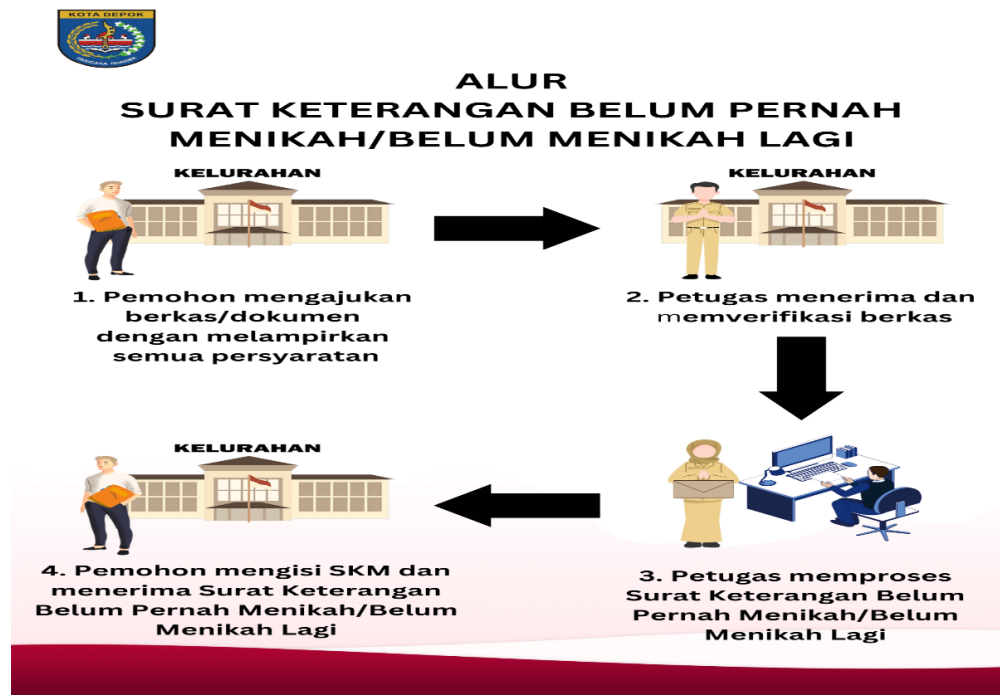 KOTA DEPOK
PARICARA DHARMA
ALUR
SURAT KETERANGAN BELUM PERNAH
MENIKAH/BELUM MENIKAH LAGI
KELURAHAN
1. Pemohon mengajukan
berkas/dokumen
dengan melampirkan
semua persyaratan
KELURAHAN
2. Petugas menerima dan
memverifikasi berkas
3. Petugas memproses
Surat Keterangan Belum
Pernah Menikah/Belum
Menikah Lagi
KELURAHAN
4. Pemohon mengisi SKM dan
menerima Surat Keterangan
Belum Pernah Menikah/Belum
Menikah Lagi